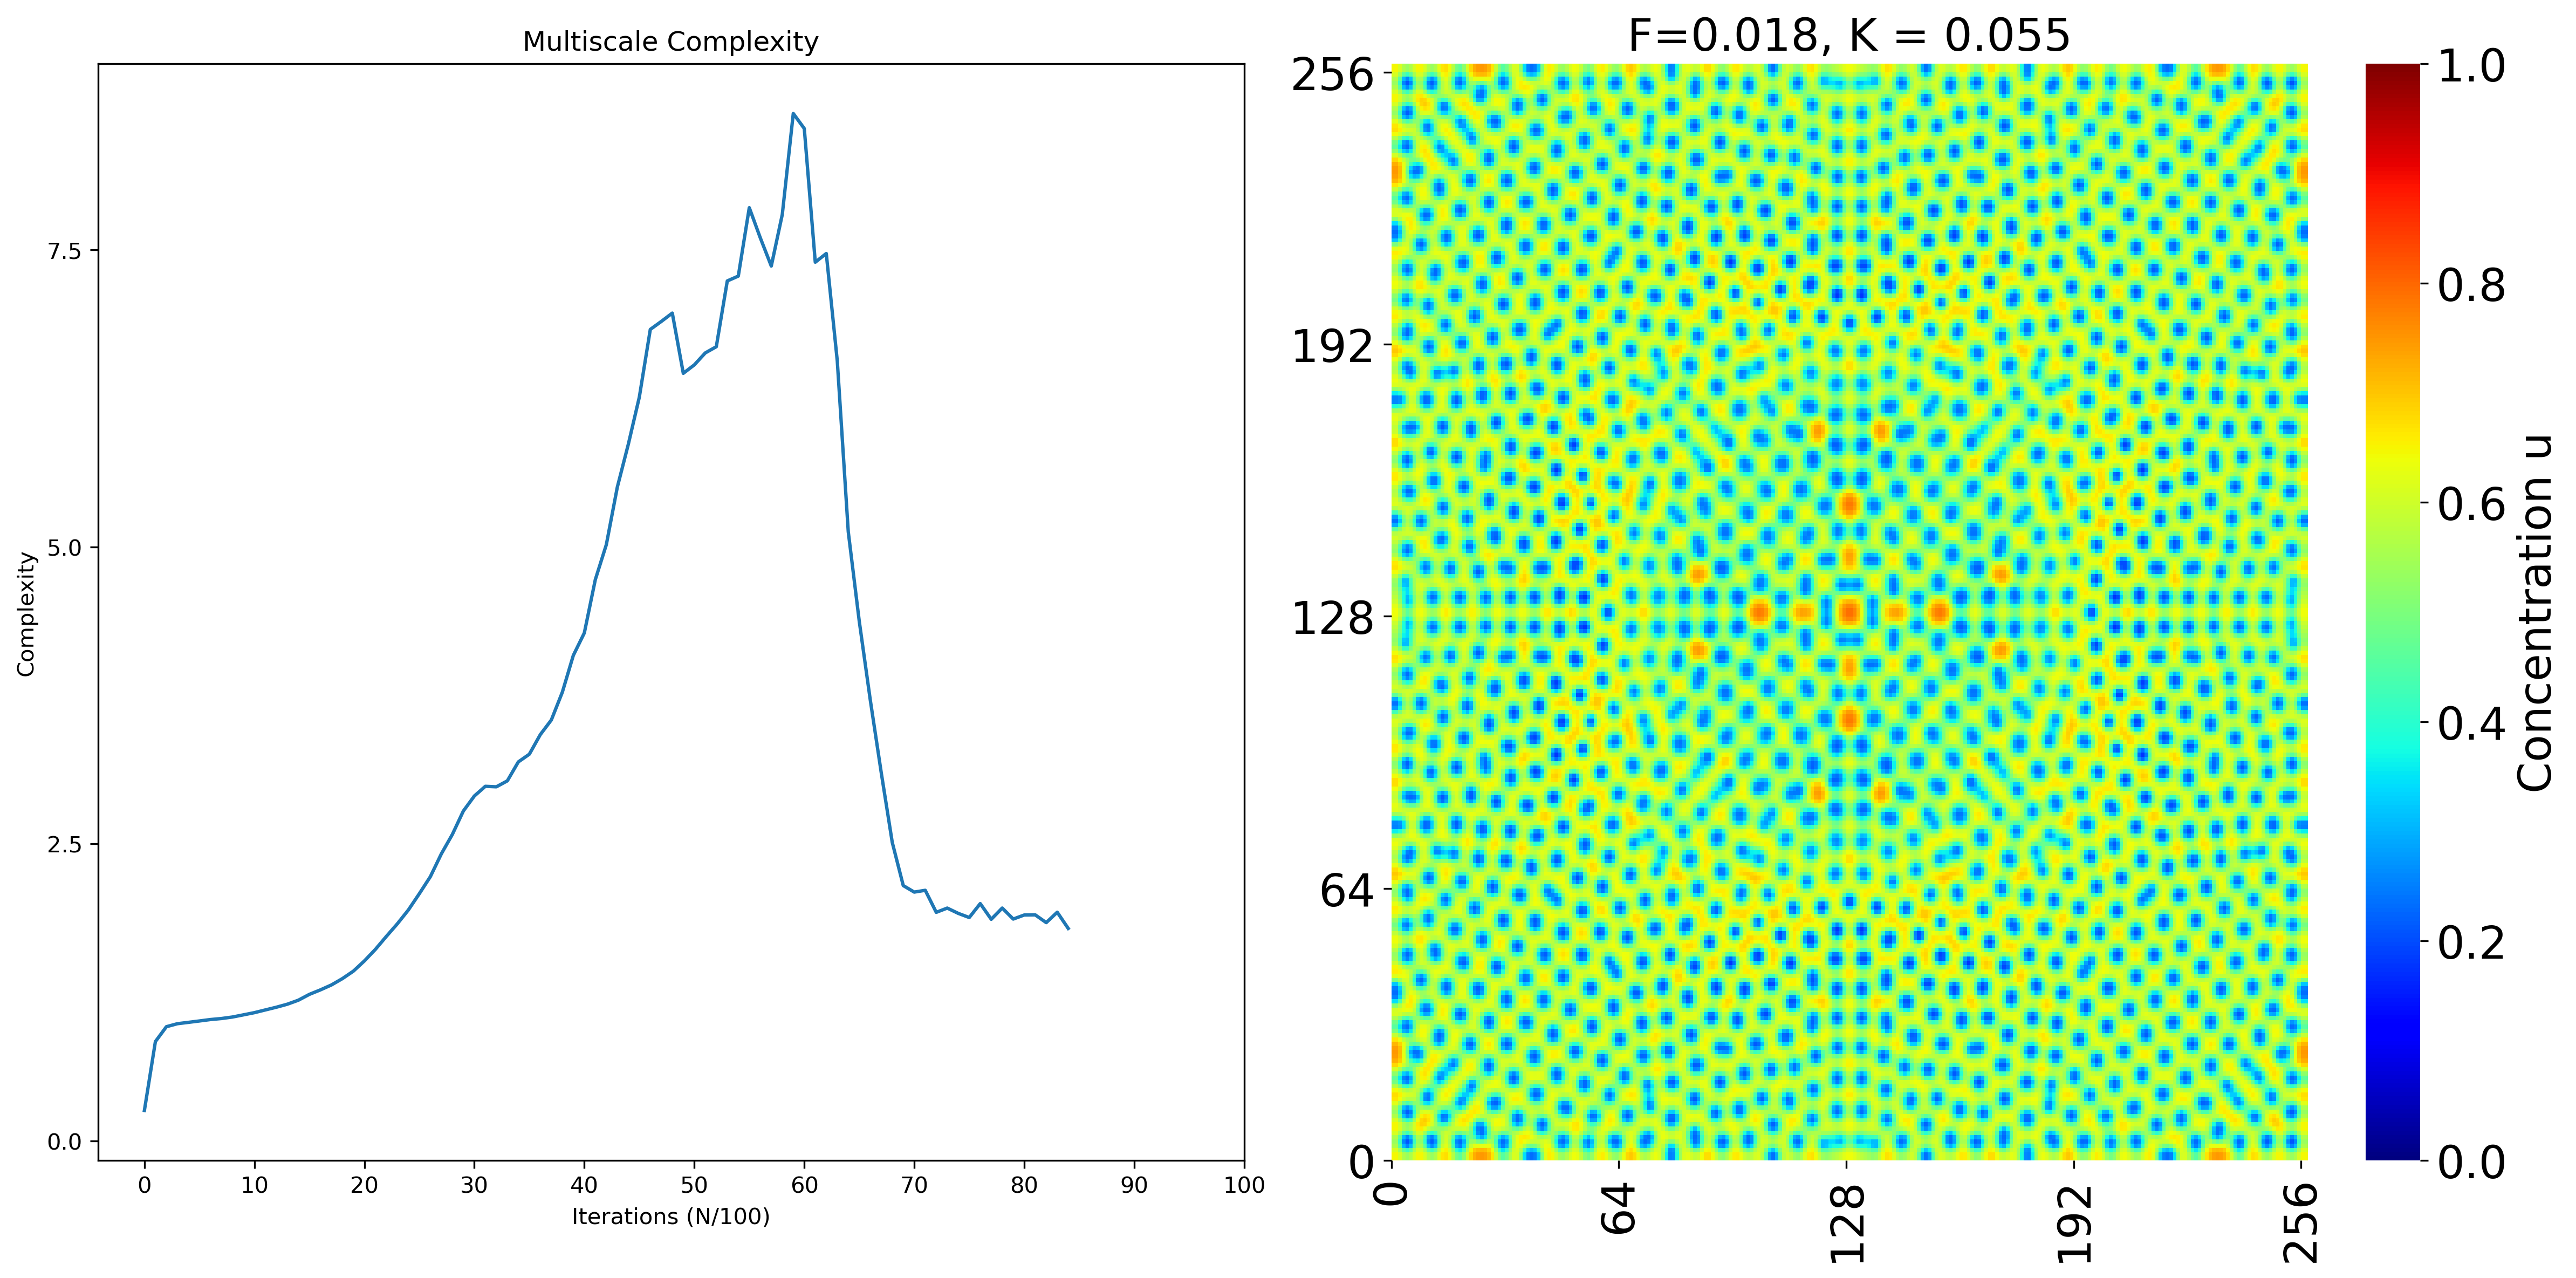 Multiscale Complexity
Complexity
7.5
5.0
2.5
0.0
0 10 20 30 40 50 60 70 80 90 100
Iterations (N/100)
F=0.018, K = 0.055
256
192
128
64
0
0 64 128 192 256
1.0
0.8
0.6
0.4
0.2
0.0
Concentration u